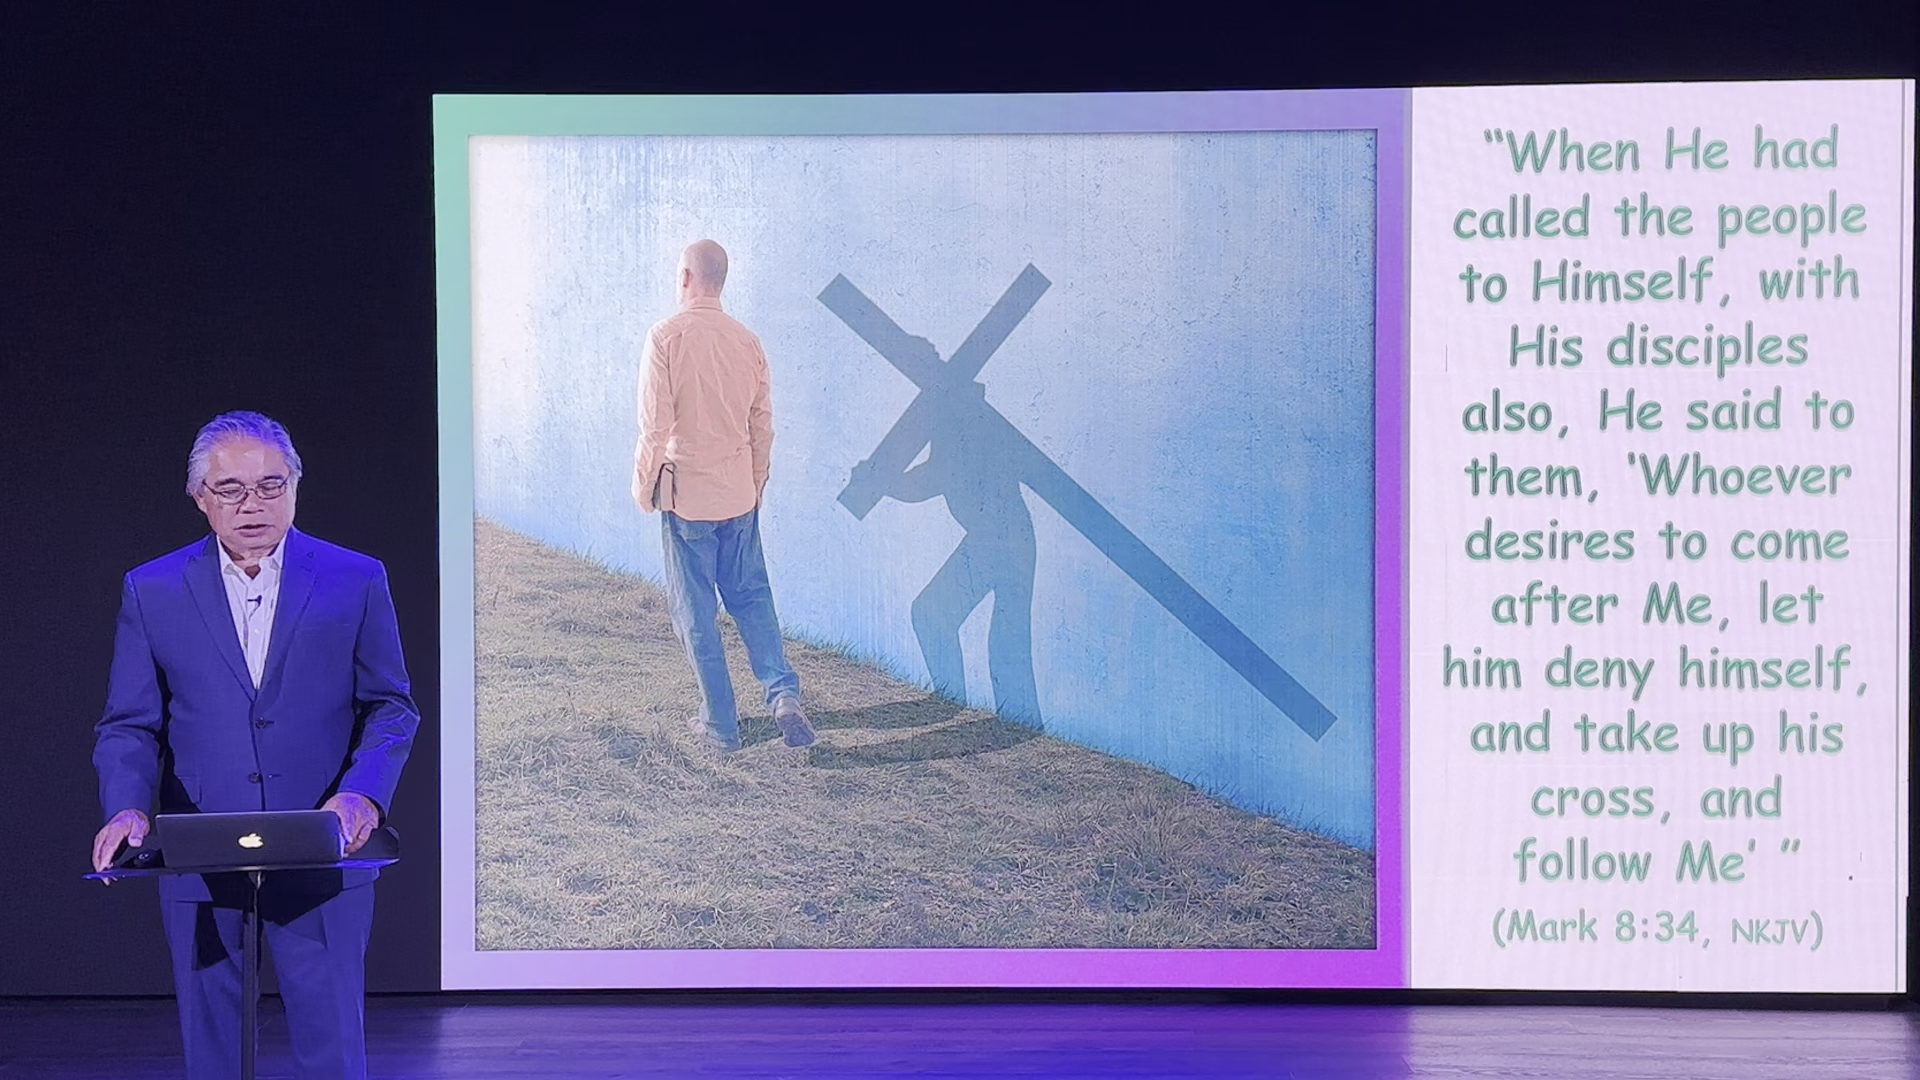 “When He had
called the people
to Himself, with
His disciples
also, He said to
them, 'Whoever
desires to come
after Me, let
him deny himself,
and take up his
cross, and
follow Me' ”
(Mark 8:34, NKJV)